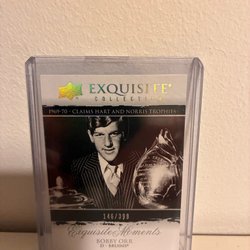 EXQUISITE
COLLECTION
1969-70 - CLAIMS HART AND NORRIS TROPHIES
146/399
Exquisite Moments
BOBBY ORR
D - BRUINS